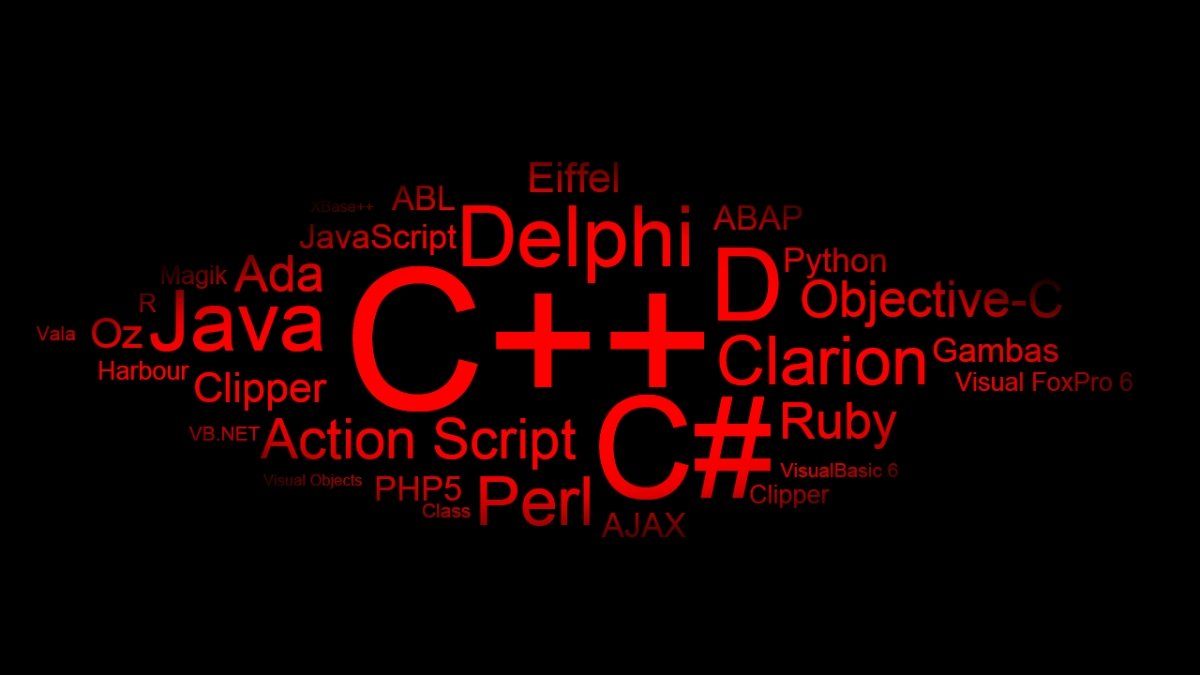 Eiffel
XBase++
ABL
Delphi
ABAP
JavaScript
Python
Magik
Ada
C++
D
Objective-C
R
Java
Vala
Oz
Clarion
Gambas
Harbour
Clipper
Visual FoxPro 6
Action Script
C#
Ruby
VB.NET
VisualBasic 6
Visual Objects
PHP5
Perl
Clipper
Class
AJAX